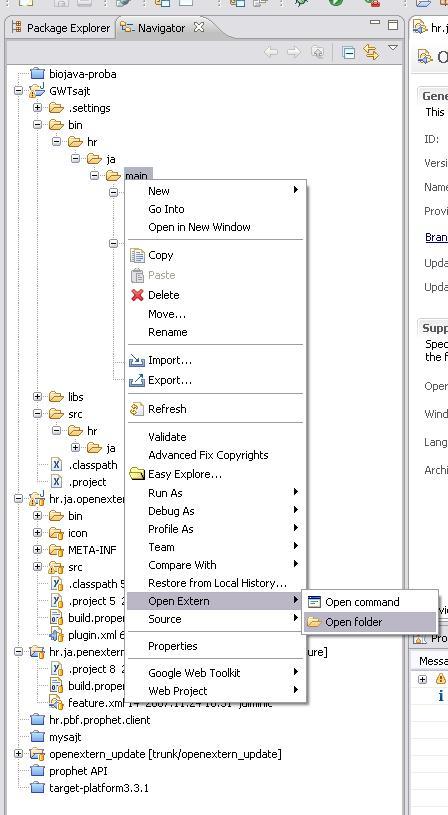 Package Explorer
Navigator
hr.ja
biojava-proba
GWTsajt
.settings
bin
hr
ja
main
New
Go Into
Open in New Window
Copy
Paste
Delete
Move...
Rename
Import...
Export...
Refresh
Validate
Advanced Fix Copyrights
Easy Explore...
Run As
Debug As
Profile As
Team
Compare With
Restore from Local History...
Open Extern
Source
Properties
Google Web Toolkit
Web Project
Open command
Open folder
libs
src
hr
ja
.classpath
.project
hr.ja.openextern
bin
icon
META-INF
src
.classpath 5
.project 5 2
build.proper
plugin.xml 6
hr.ja.penexter
ure]
.project 8 2
build.proper
feature.xml 14 2007.11.24 16.51 jalminic
hr.pbf.prophet.client
mysajt
openextern_update [trunk/openextern_update]
prophet API
target-platform3.3.1
O
Gene
This
ID:
Versi
Name
Provi
Bran
Upda
Upda
Supp
Spec
the f
Oper
Wind
Lang
Archi
Pro
Messa